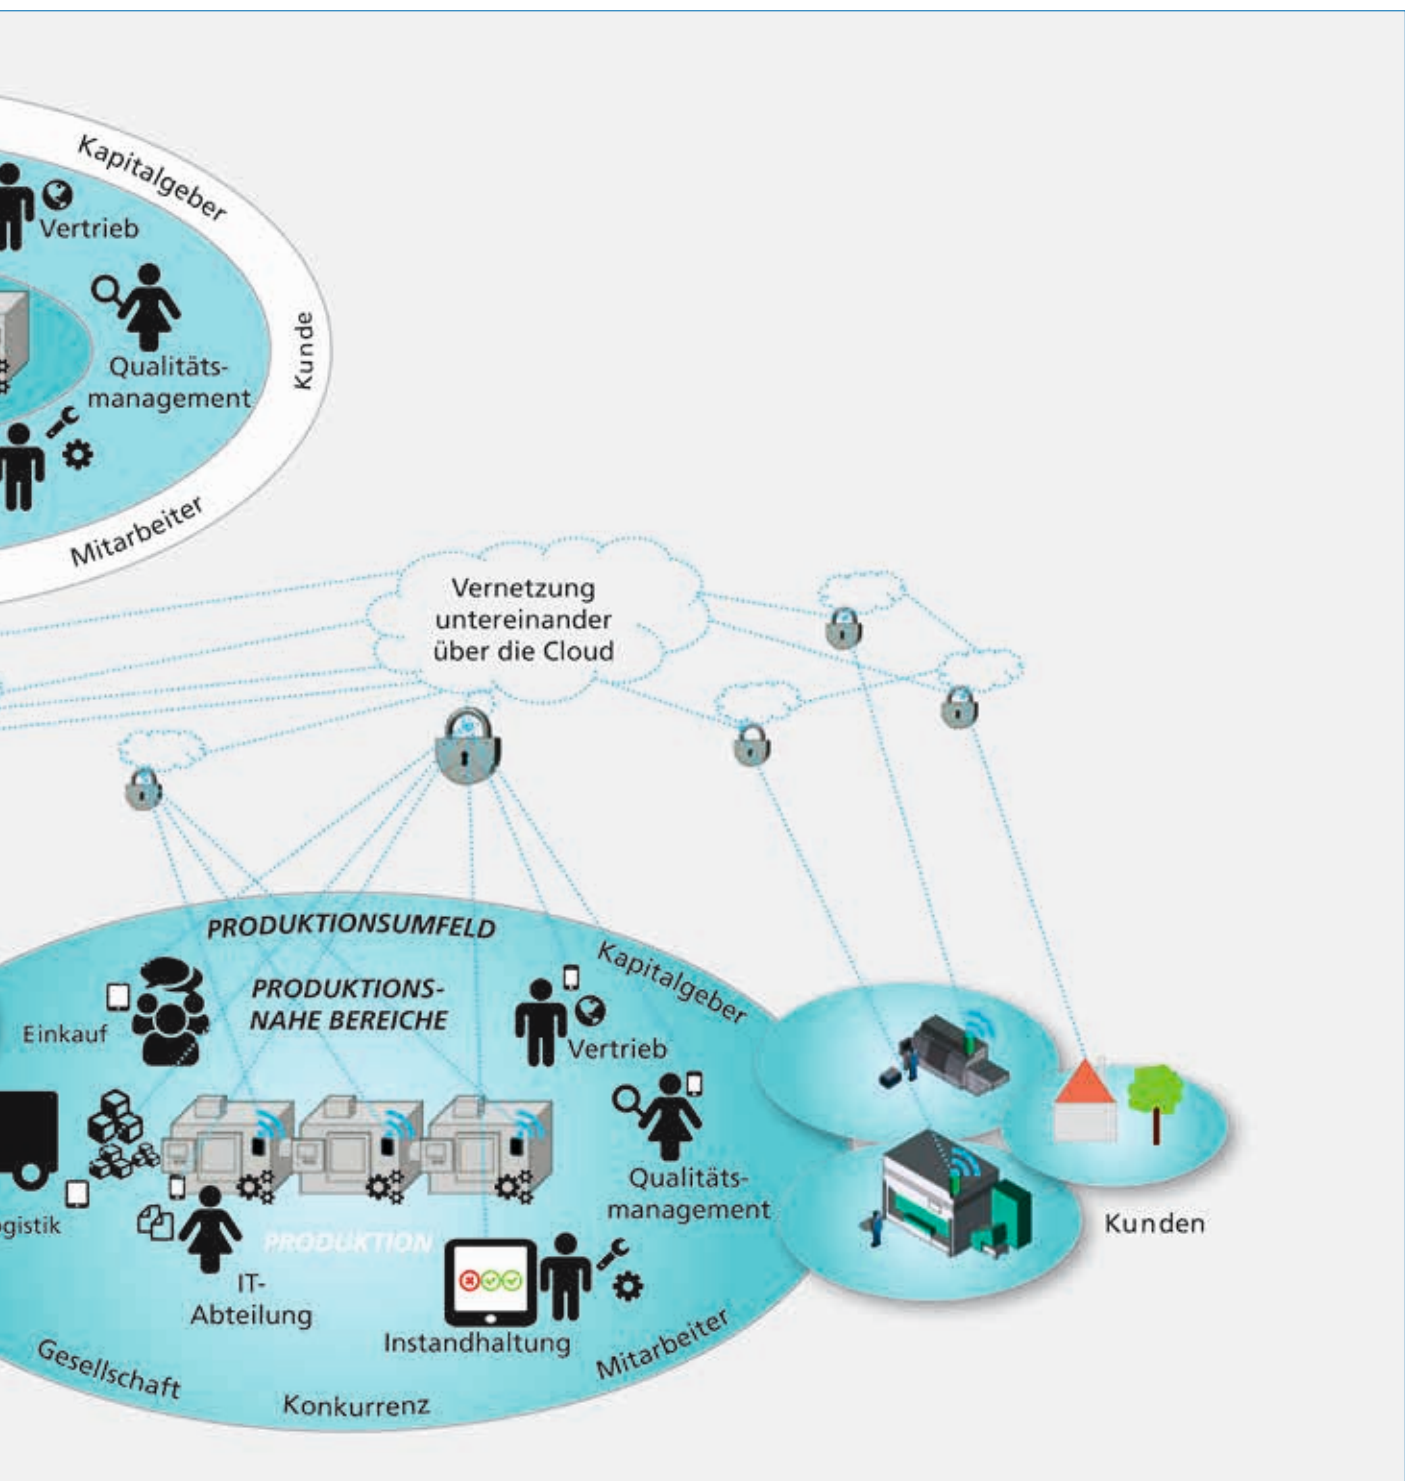 Kapitalgeber
Vertrieb
Qualitäts-
management
Kunde
Mitarbeiter
Vernetzung
untereinander
über die Cloud
PRODUKTIONSUMFELD
PRODUKTIONS-
NAHE BEREICHE
Kapitalgeber
Einkauf
Vertrieb
Qualitäts-
management
ogistik
PRODUKTION
IT-
Abteilung
Instandhaltung
Mitarbeiter
Gesellschaft
Konkurrenz
Kunden